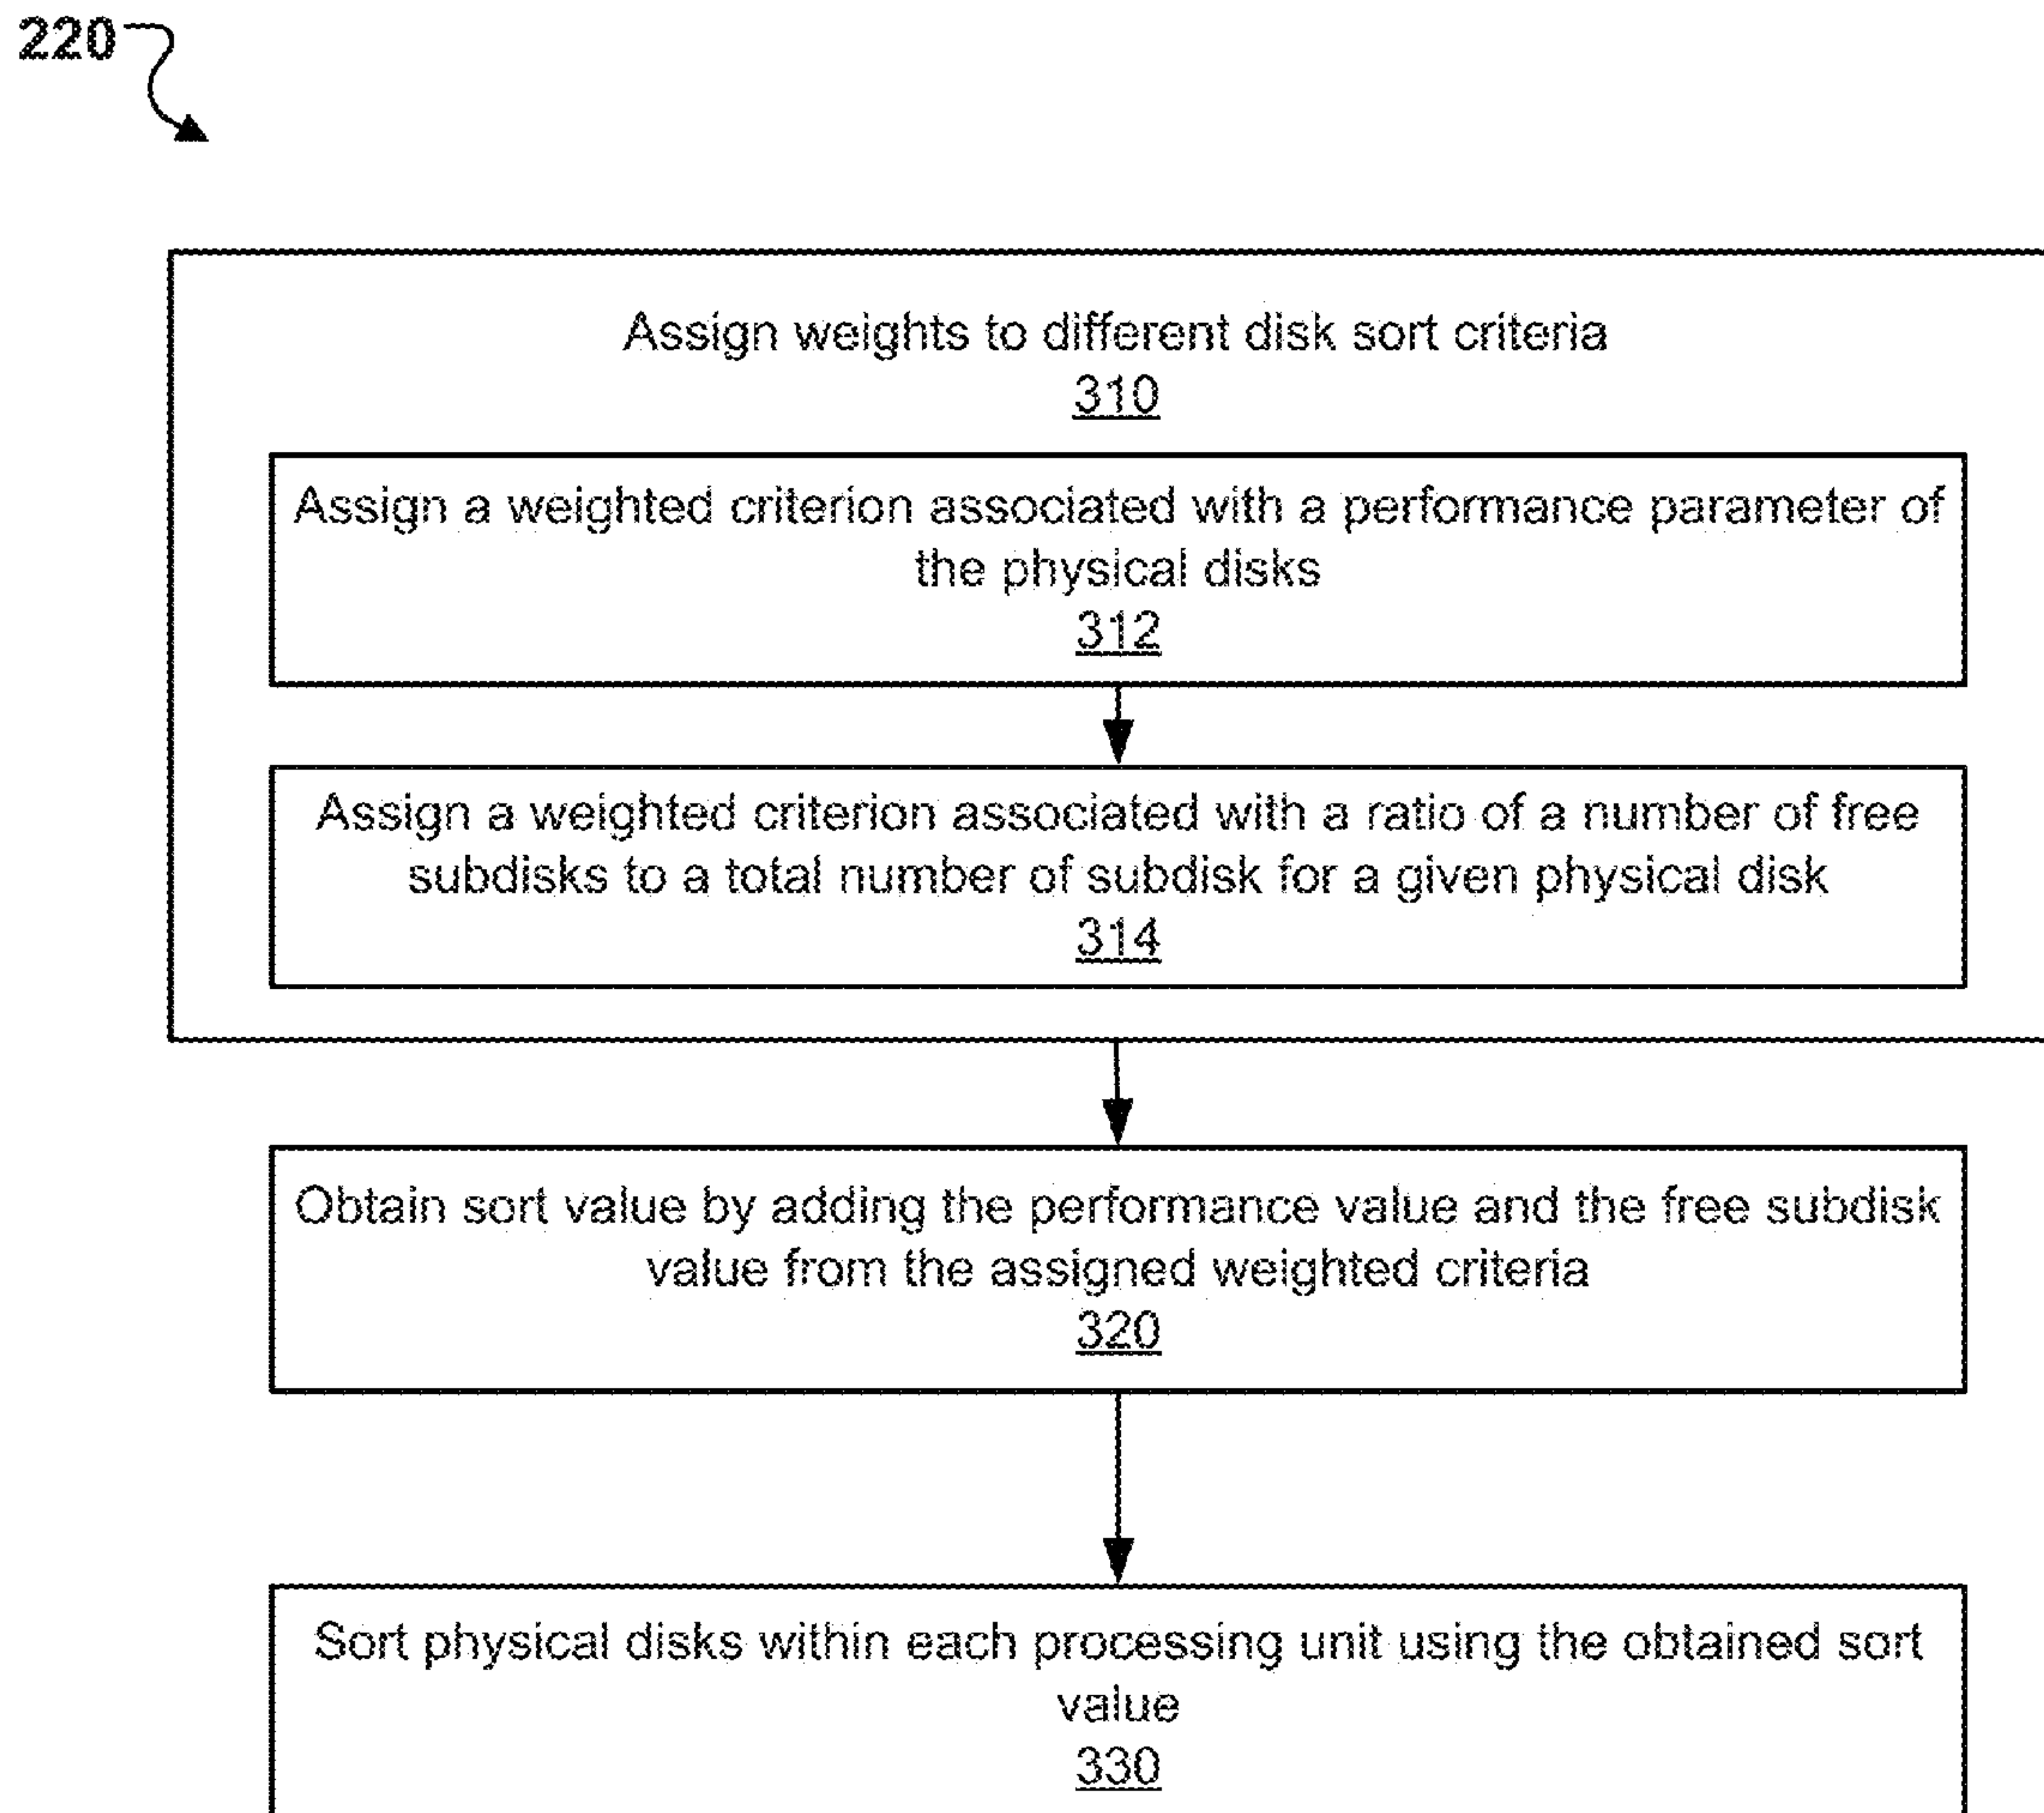 220
Assign weights to different disk sort criteria
310
Assign a weighted criterion associated with a performance parameter of
the physical disks
312
Assign a weighted criterion associated with a ratio of a number of free
subdisks to a total number of subdisk for a given physical disk
314
Obtain sort value by adding the performance value and the free subdisk
value from the assigned weighted criteria
320
Sort physical disks within each processing unit using the obtained sort
value
330